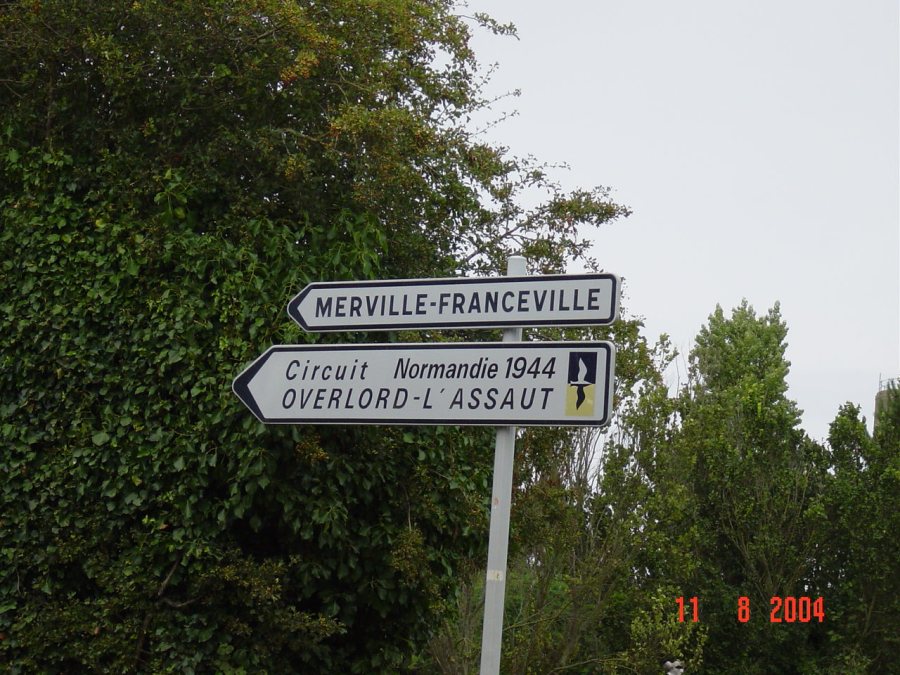 MERVILLE-FRANCEVILLE
Circuit Normandie 1944
OVERLORD-L'ASSAUT
11 8 2004